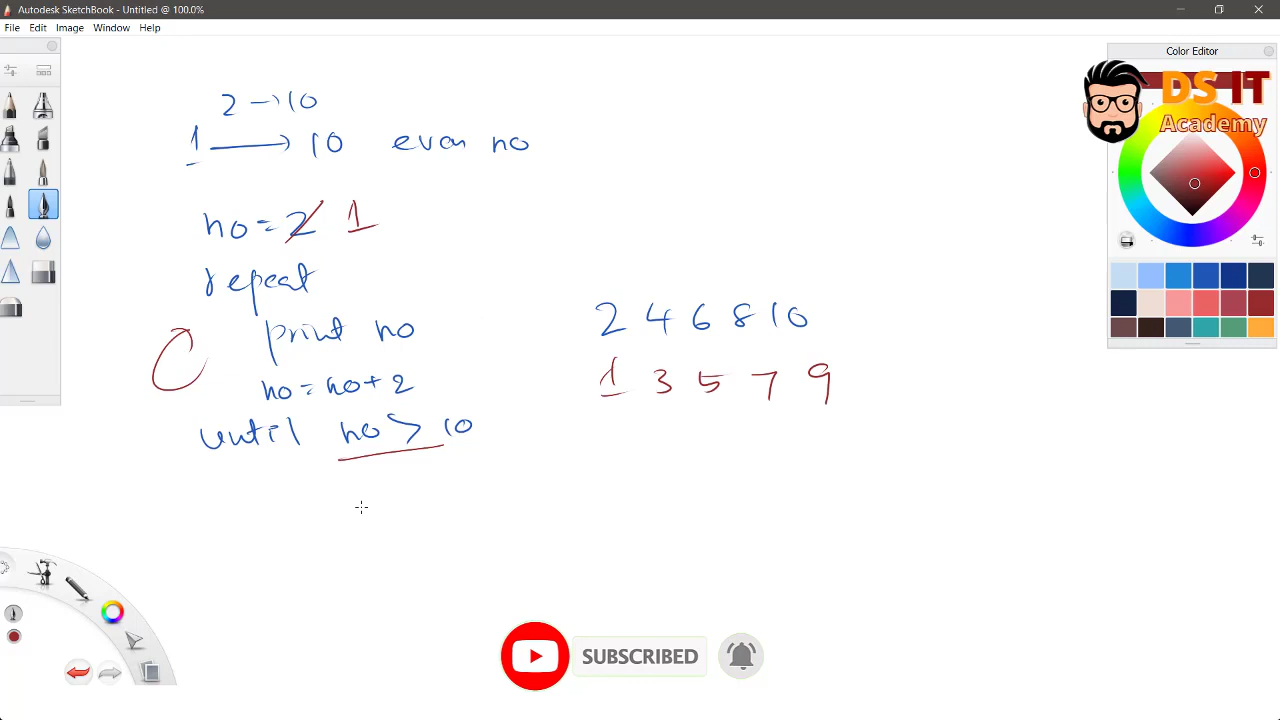 Autodesk SketchBook - Untitled @ 100.0%
File Edit Image Window Help
Color Editor
DS IT
Academy
2 → 10
1 → 10 even no
no = 2 1
repeat
print no
no = no + 2
until no > 10
2 4 6 8 10
1 3 5 7 9
SUBSCRIBED